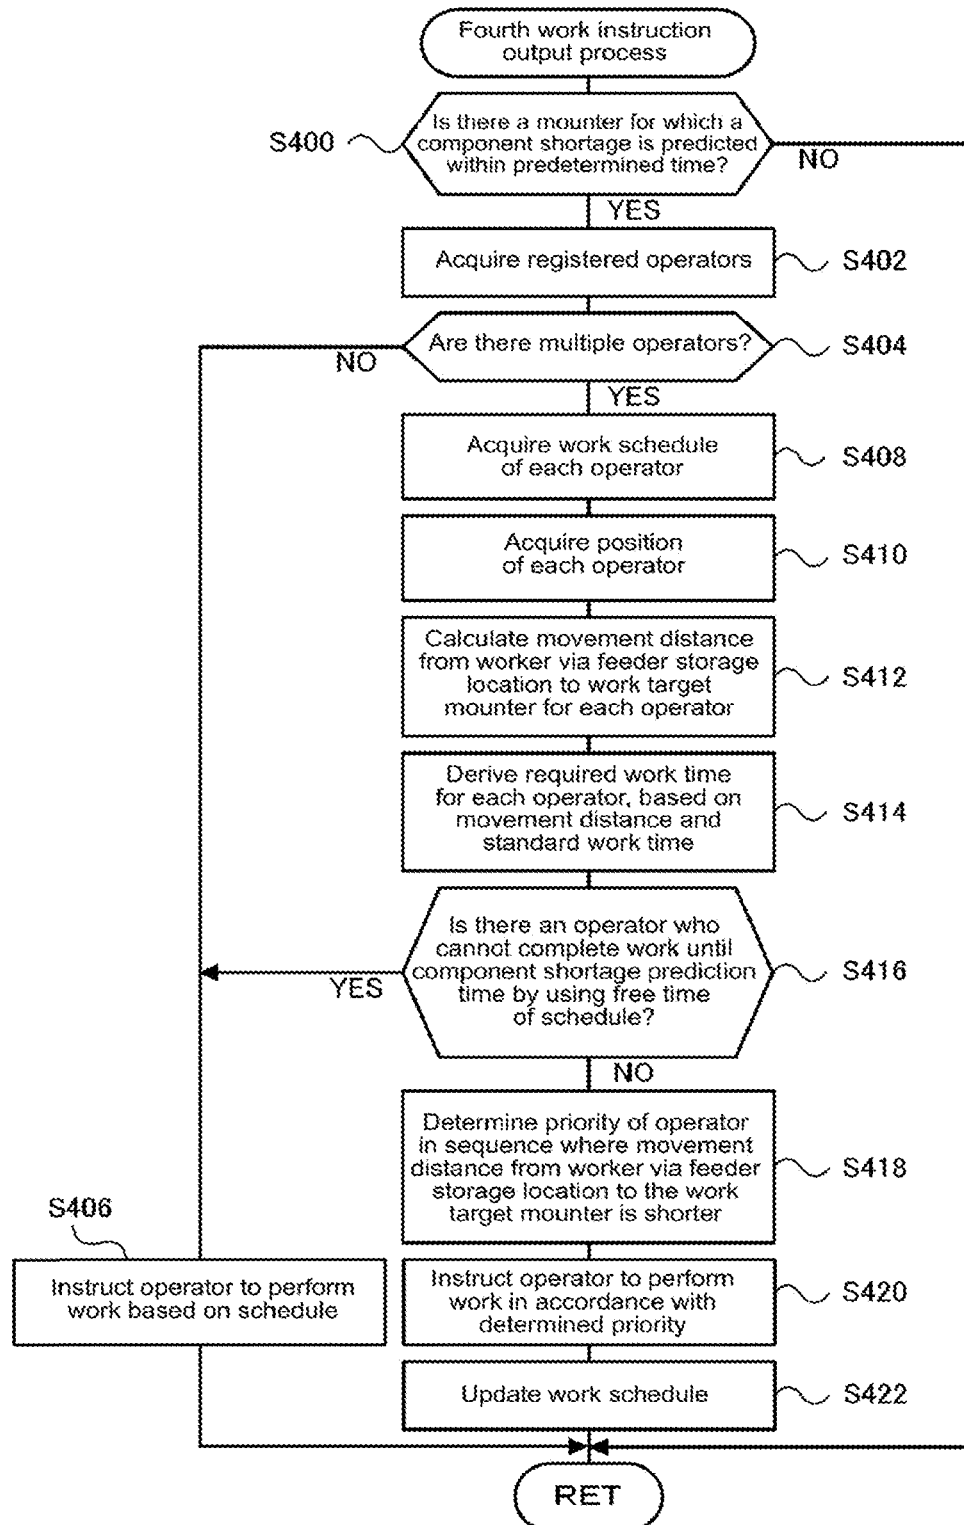 Fourth work instruction
output process
S400
Is there a mounter for which a
component shortage is predicted
within predetermined time?
NO
YES
Acquire registered operators
S402
Are there multiple operators?
S404
NO
YES
Acquire work schedule
of each operator
S408
Acquire position
of each operator
S410
Calculate movement distance
from worker via feeder storage
location to work target
mounter for each operator
S412
Derive required work time
for each operator, based on
movement distance and
standard work time
S414
Is there an operator who
cannot complete work until
component shortage prediction
time by using free time
of schedule?
S416
YES
NO
Determine priority of operator
in sequence where movement
distance from worker via feeder
storage location to the work
target mounter is shorter
S418
S406
Instruct operator to perform
work based on schedule
Instruct operator to perform
work in accordance with
determined priority
S420
Update work schedule
S422
RET